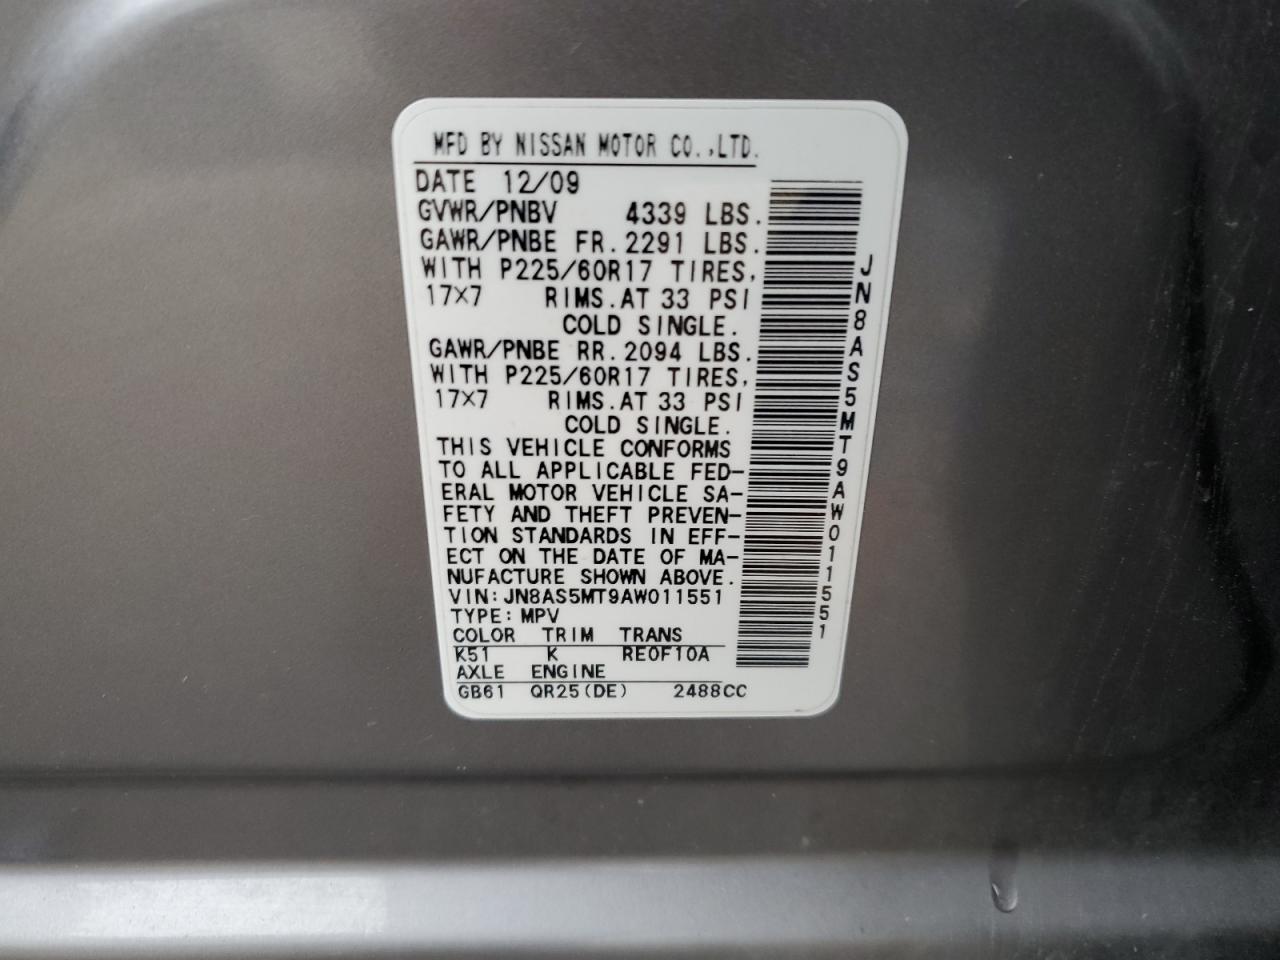 MFD BY NISSAN MOTOR CO.,LTD.
DATE 12/09
GVWR/PNBV 4339 LBS.
GAWR/PNBE FR. 2291 LBS.
WITH P225/60R17 TIRES,
17×7 RIMS. AT 33 PSI
COLD SINGLE.
GAWR/PNBE RR. 2094 LBS.
WITH P225/60R17 TIRES,
17×7 RIMS. AT 33 PSI
COLD SINGLE.
THIS VEHICLE CONFORMS
TO ALL APPLICABLE FED-
ERAL MOTOR VEHICLE SA-
FETY AND THEFT PREVEN-
TION STANDARDS IN EFF-
ECT ON THE DATE OF MA-
NUFACTURE SHOWN ABOVE.
VIN: JN8AS5MT9AW011551
TYPE: MPV
COLOR TRIM TRANS
K51 K RE0F10A
AXLE ENGINE
GB61 QR25(DE) 2488CC
JN8AS5MT9AW011551